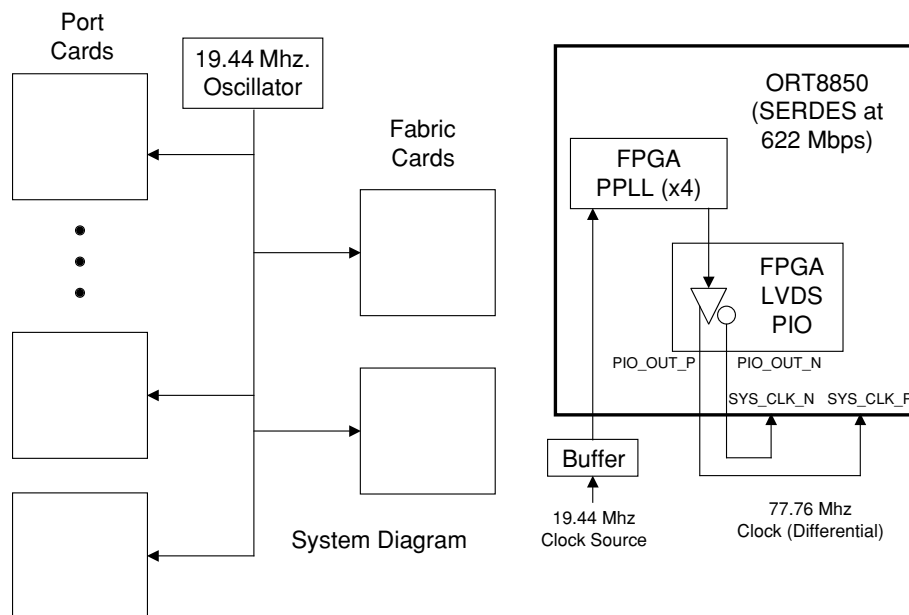 Port
Cards
19.44 Mhz.
Oscillator
Fabric
Cards
System Diagram
ORT8850
(SERDES at
622 Mbps)
FPGA
PPLL (x4)
FPGA
LVDS
PIO
PIO_OUT_P
PIO_OUT_N
SYS_CLK_N
SYS_CLK_P
Buffer
19.44 Mhz
Clock Source
77.76 Mhz
Clock (Differential)